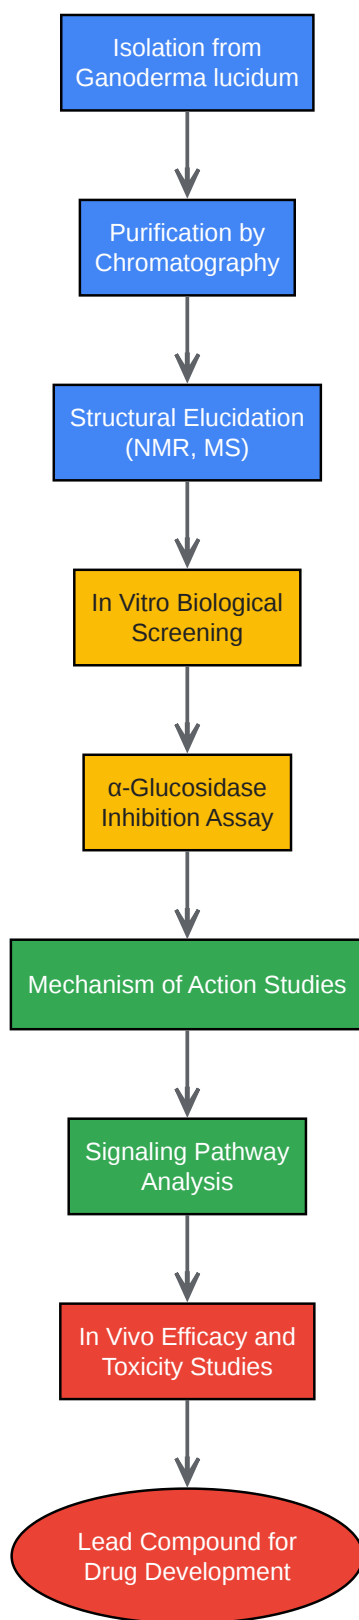 Isolation from
Ganoderma lucidum
Purification by
Chromatography
Structural Elucidation
(NMR, MS)
In Vitro Biological
Screening
α-Glucosidase
Inhibition Assay
Mechanism of Action Studies
Signaling Pathway
Analysis
In Vivo Efficacy and
Toxicity Studies
Lead Compound for
Drug Development